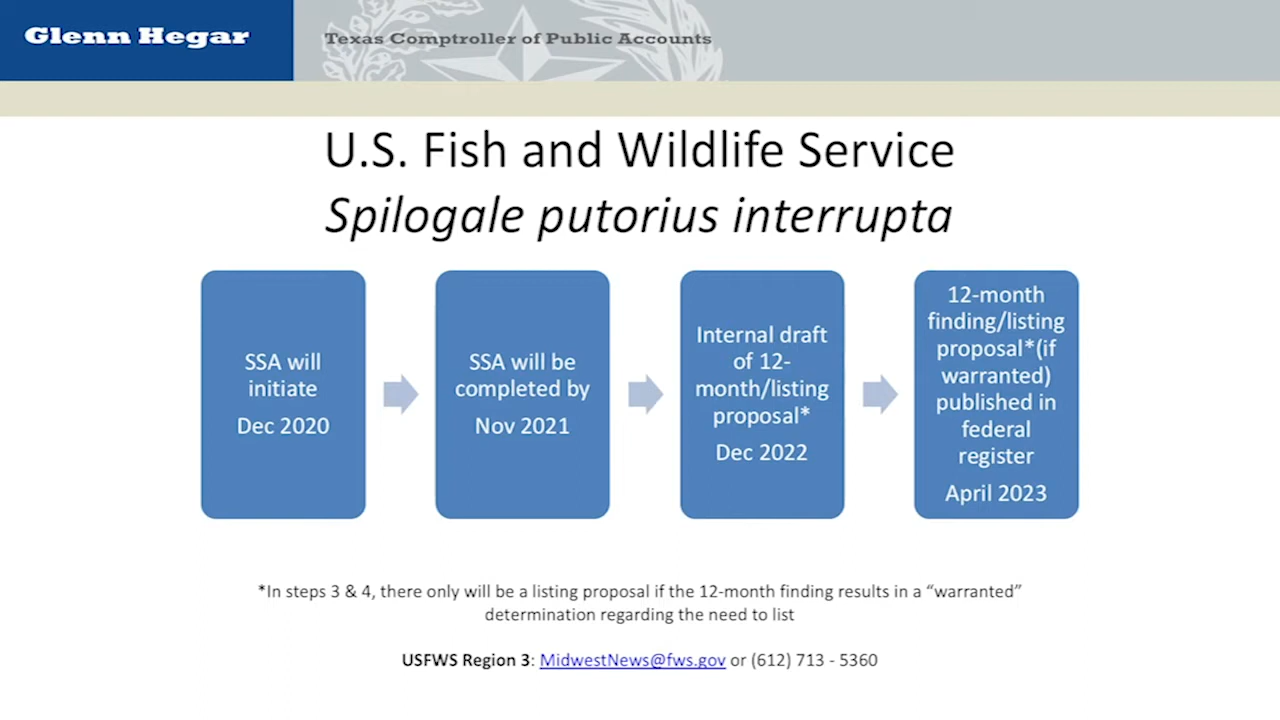 Glenn Hegar
Texas Comptroller of Public Accounts
U.S. Fish and Wildlife Service
Spilogale putorius interrupta
SSA will
initiate
Dec 2020
SSA will be
completed by
Nov 2021
Internal draft
of 12-
month/listing
proposal*
Dec 2022
12-month
finding/listing
proposal*(if
warranted)
published in
federal
register
April 2023
*In steps 3 & 4, there only will be a listing proposal if the 12-month finding results in a “warranted”
determination regarding the need to list
USFWS Region 3: MidwestNews@fws.gov or (612) 713 - 5360